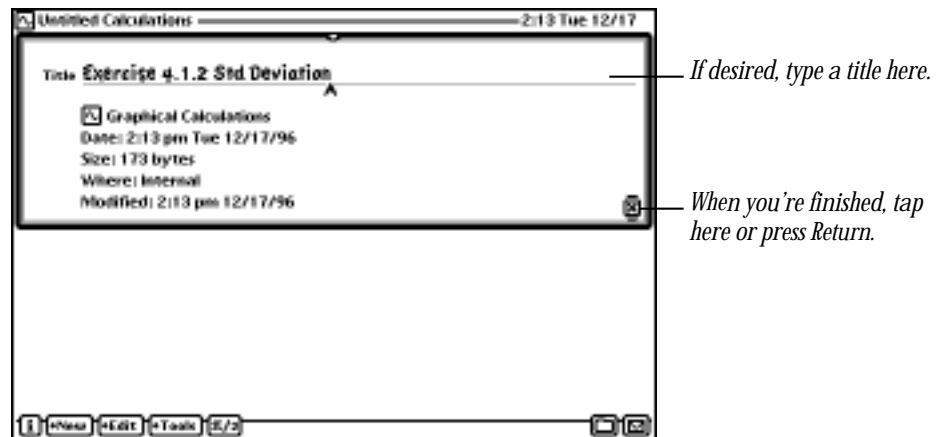 Untitled Calculations 2:13 Tue 12/17
Title Exercise 4.1.2 Std Deviation
If desired, type a title here.
Graphical Calculations
Date: 2:13 pm Tue 12/17/96
Size: 173 bytes
Where: Internal
Modified: 2:13 pm 12/17/96
When you're finished, tap
here or press Return.
i New Edit Tools